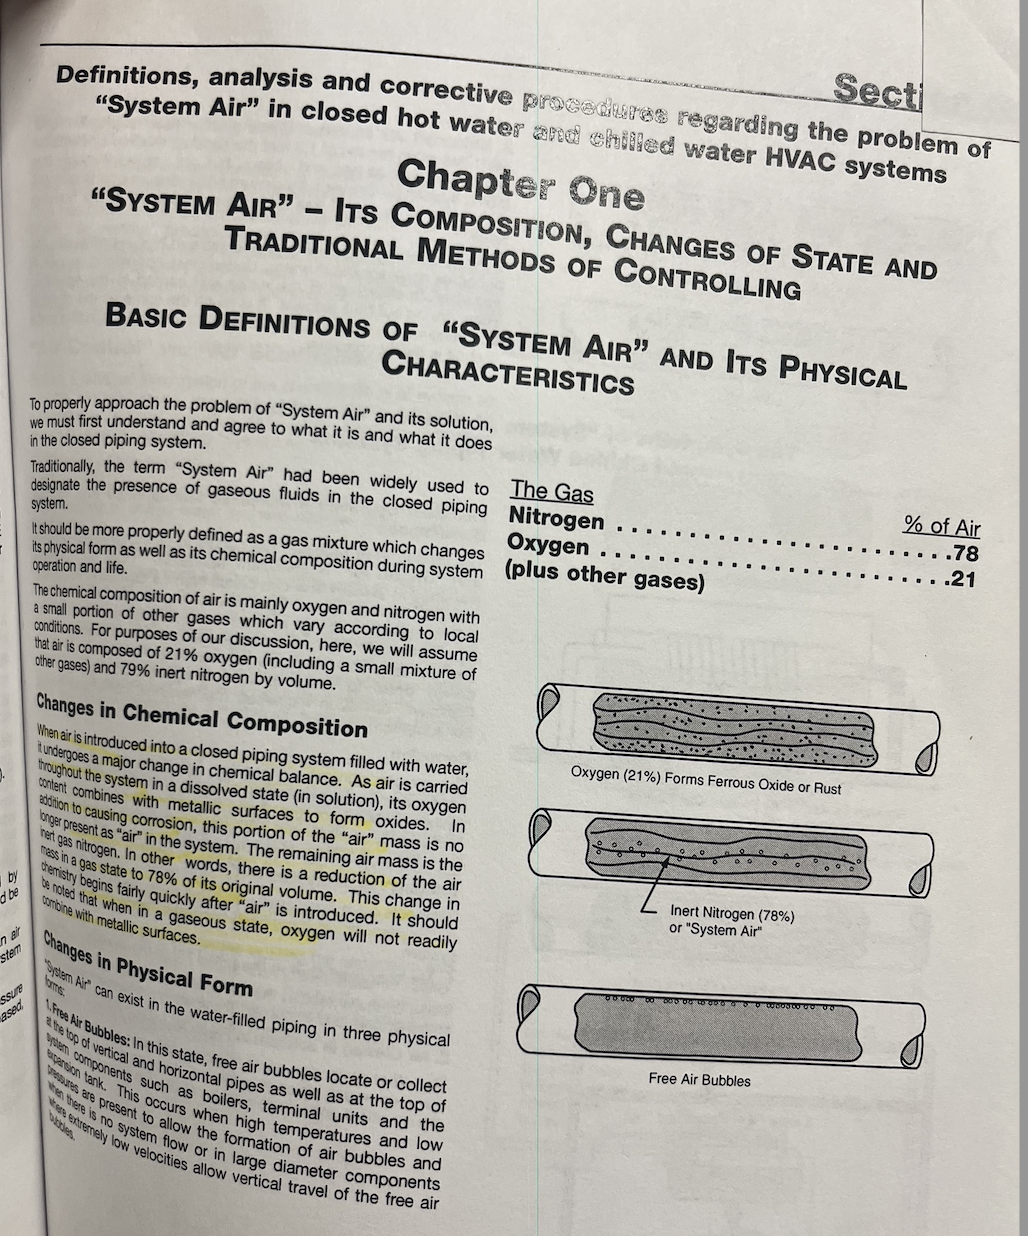 Secti
Definitions, analysis and corrective procedures regarding the problem of
“System Air” in closed hot water and chilled water HVAC systems
Chapter One
“SYSTEM AIR” – ITS COMPOSITION, CHANGES OF STATE AND
TRADITIONAL METHODS OF CONTROLLING
BASIC DEFINITIONS OF “SYSTEM AIR” AND ITS PHYSICAL
CHARACTERISTICS
To properly approach the problem of “System Air” and its solution,
we must first understand and agree to what it is and what it does
in the closed piping system.
Traditionally, the term “System Air” had been widely used to
designate the presence of gaseous fluids in the closed piping
system.
It should be more properly defined as a gas mixture which changes
its physical form as well as its chemical composition during system
operation and life.
The chemical composition of air is mainly oxygen and nitrogen with
a small portion of other gases which vary according to local
conditions. For purposes of our discussion, here, we will assume
that air is composed of 21% oxygen (including a small mixture of
other gases) and 79% inert nitrogen by volume.
Changes in Chemical Composition
When air is introduced into a closed piping system filled with water,
it undergoes a major change in chemical balance. As air is carried
throughout the system in a dissolved state (in solution), its oxygen
content combines with metallic surfaces to form oxides. In
addition to causing corrosion, this portion of the “air” mass is no
longer present as “air” in the system. The remaining air mass is the
inert gas nitrogen. In other words, there is a reduction of the air
mass in a gas state to 78% of its original volume. This change in
chemistry begins fairly quickly after “air” is introduced. It should
be noted that when in a gaseous state, oxygen will not readily
combine with metallic surfaces.
Changes in Physical Form
“System Air” can exist in the water-filled piping in three physical
forms:
1. Free Air Bubbles: In this state, free air bubbles locate or collect
at the top of vertical and horizontal pipes as well as at the top of
system components such as boilers, terminal units and the
expansion tank. This occurs when high temperatures and low
pressures are present to allow the formation of air bubbles and
when there is no system flow or in large diameter components
where extremely low velocities allow vertical travel of the free air
bubbles.
The Gas % of Air
Nitrogen . . . . . . . . . . . . . . . . . . . . . . . .78
Oxygen . . . . . . . . . . . . . . . . . . . . . . . . .21
(plus other gases)
Oxygen (21%) Forms Ferrous Oxide or Rust
Inert Nitrogen (78%)
or "System Air"
Free Air Bubbles
by
d be
n air
stem
ssure
ased,